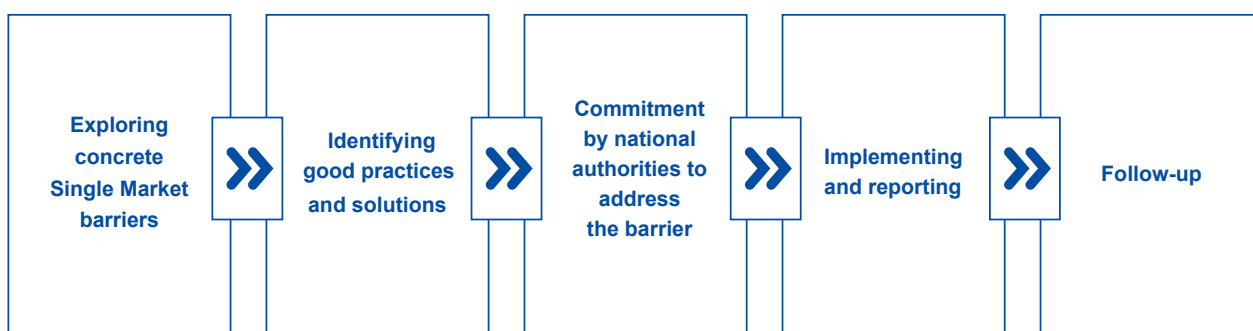 Exploring
concrete
Single Market
barriers
Identifying
good practices
and solutions
Commitment
by national
authorities to
address
the barrier
Implementing
and reporting
Follow-up